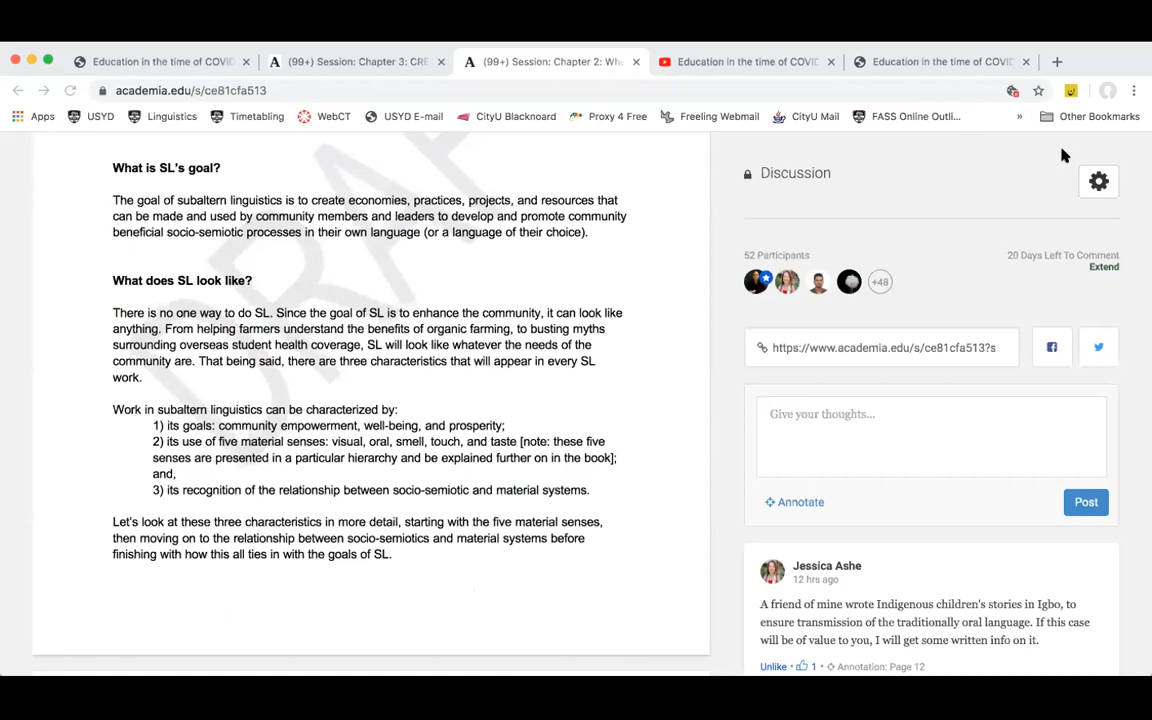 Education in the time of COVI
(99+) Session: Chapter 3: CRE
(99+) Session: Chapter 2: Whe
Education in the time of COVI
Education in the time of COVI
academia.edu/s/ce81cfa513
Apps
USYD
Linguistics
Timetabling
WebCT
USYD E-mail
CityU Blacknoard
Proxy 4 Free
Freeling Webmail
CityU Mail
FASS Online Outli...
»
Other Bookmarks
DRAF
What is SL's goal?
The goal of subaltern linguistics is to create economies, practices, projects, and resources that
can be made and used by community members and leaders to develop and promote community
beneficial socio-semiotic processes in their own language (or a language of their choice).
What does SL look like?
There is no one way to do SL. Since the goal of SL is to enhance the community, it can look like
anything. From helping farmers understand the benefits of organic farming, to busting myths
surrounding overseas student health coverage, SL will look like whatever the needs of the
community are. That being said, there are three characteristics that will appear in every SL
work.
Work in subaltern linguistics can be characterized by:
1) its goals: community empowerment, well-being, and prosperity;
2) its use of five material senses: visual, oral, smell, touch, and taste [note: these five
senses are presented in a particular hierarchy and be explained further on in the book];
and,
3) its recognition of the relationship between socio-semiotic and material systems.
Let's look at these three characteristics in more detail, starting with the five material senses,
then moving on to the relationship between socio-semiotics and material systems before
finishing with how this all ties in with the goals of SL.
Discussion
52 Participants
20 Days Left To Comment
Extend
+48
https://www.academia.edu/s/ce81cfa513?s
Give your thoughts...
Annotate
Post
Jessica Ashe
12 hrs ago
A friend of mine wrote Indigenous children's stories in Igbo, to
ensure transmission of the traditionally oral language. If this case
will be of value to you, I will get some written info on it.
Unlike • 1 • Annotation: Page 12